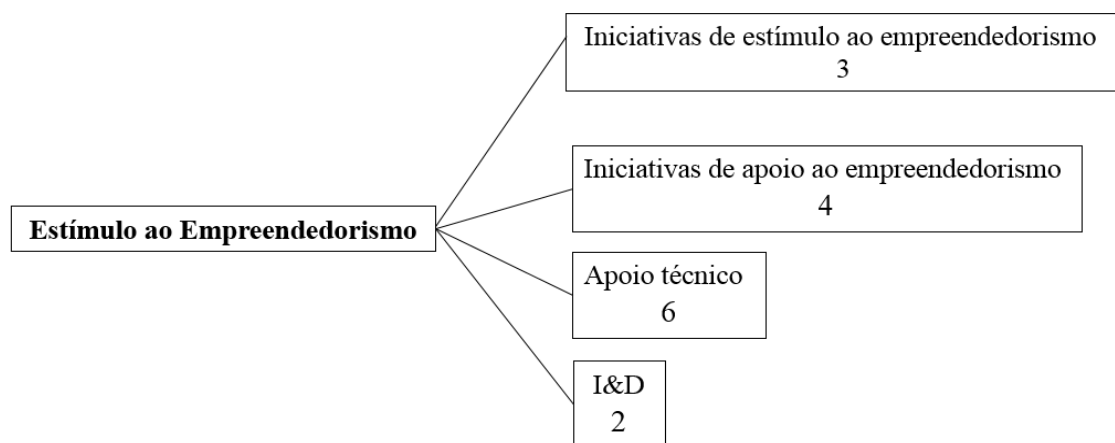 Iniciativas de estímulo ao empreendedorismo
3
Iniciativas de apoio ao empreendedorismo
4
Estímulo ao Empreendedorismo
Apoio técnico
6
I&D
2